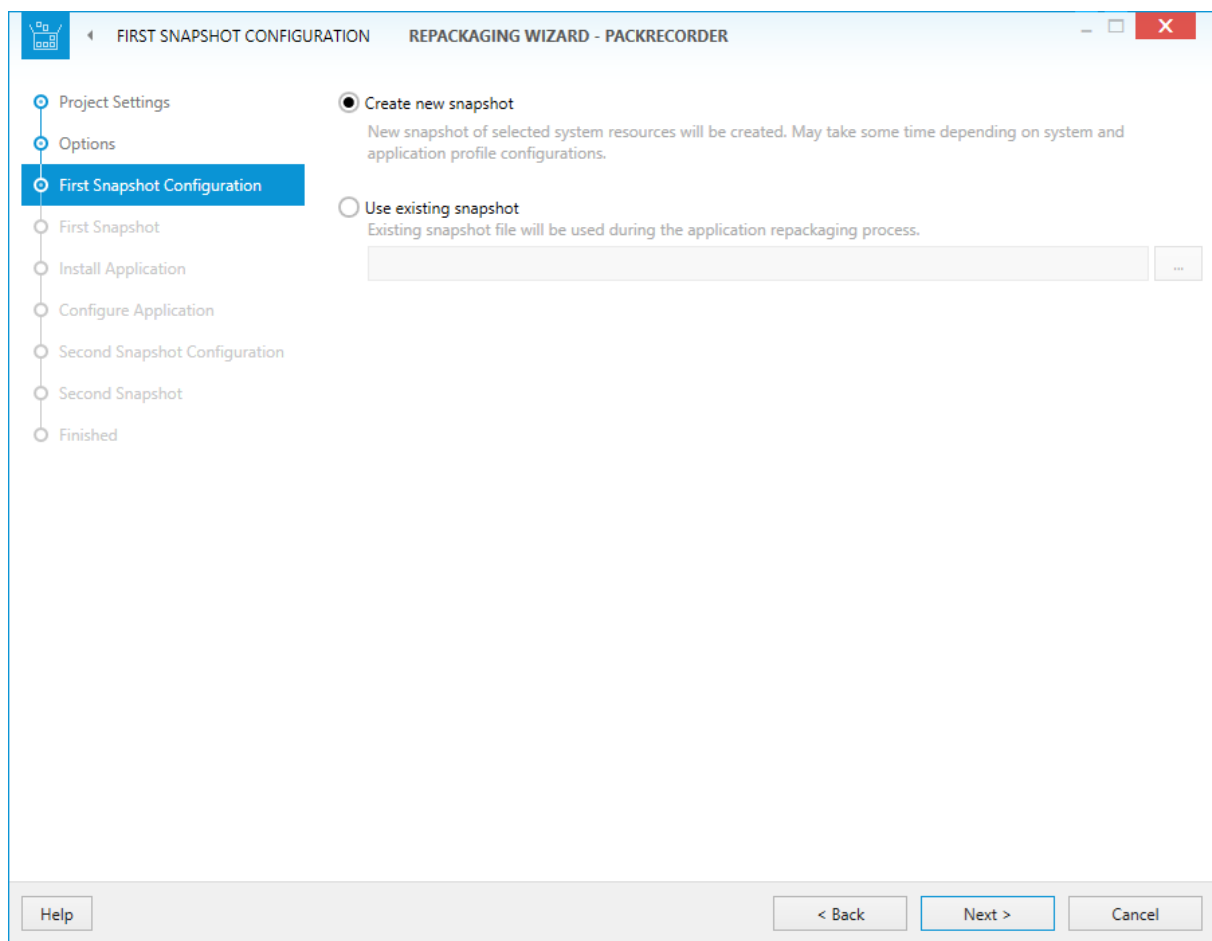 FIRST SNAPSHOT CONFIGURATION REPACKAGING WIZARD - PACKRECORDER
X
Project Settings
Options
First Snapshot Configuration
First Snapshot
Install Application
Configure Application
Second Snapshot Configuration
Second Snapshot
Finished
Create new snapshot
New snapshot of selected system resources will be created. May take some time depending on system and
application profile configurations.
Use existing snapshot
Existing snapshot file will be used during the application repackaging process.
...
Help
< Back
Next >
Cancel